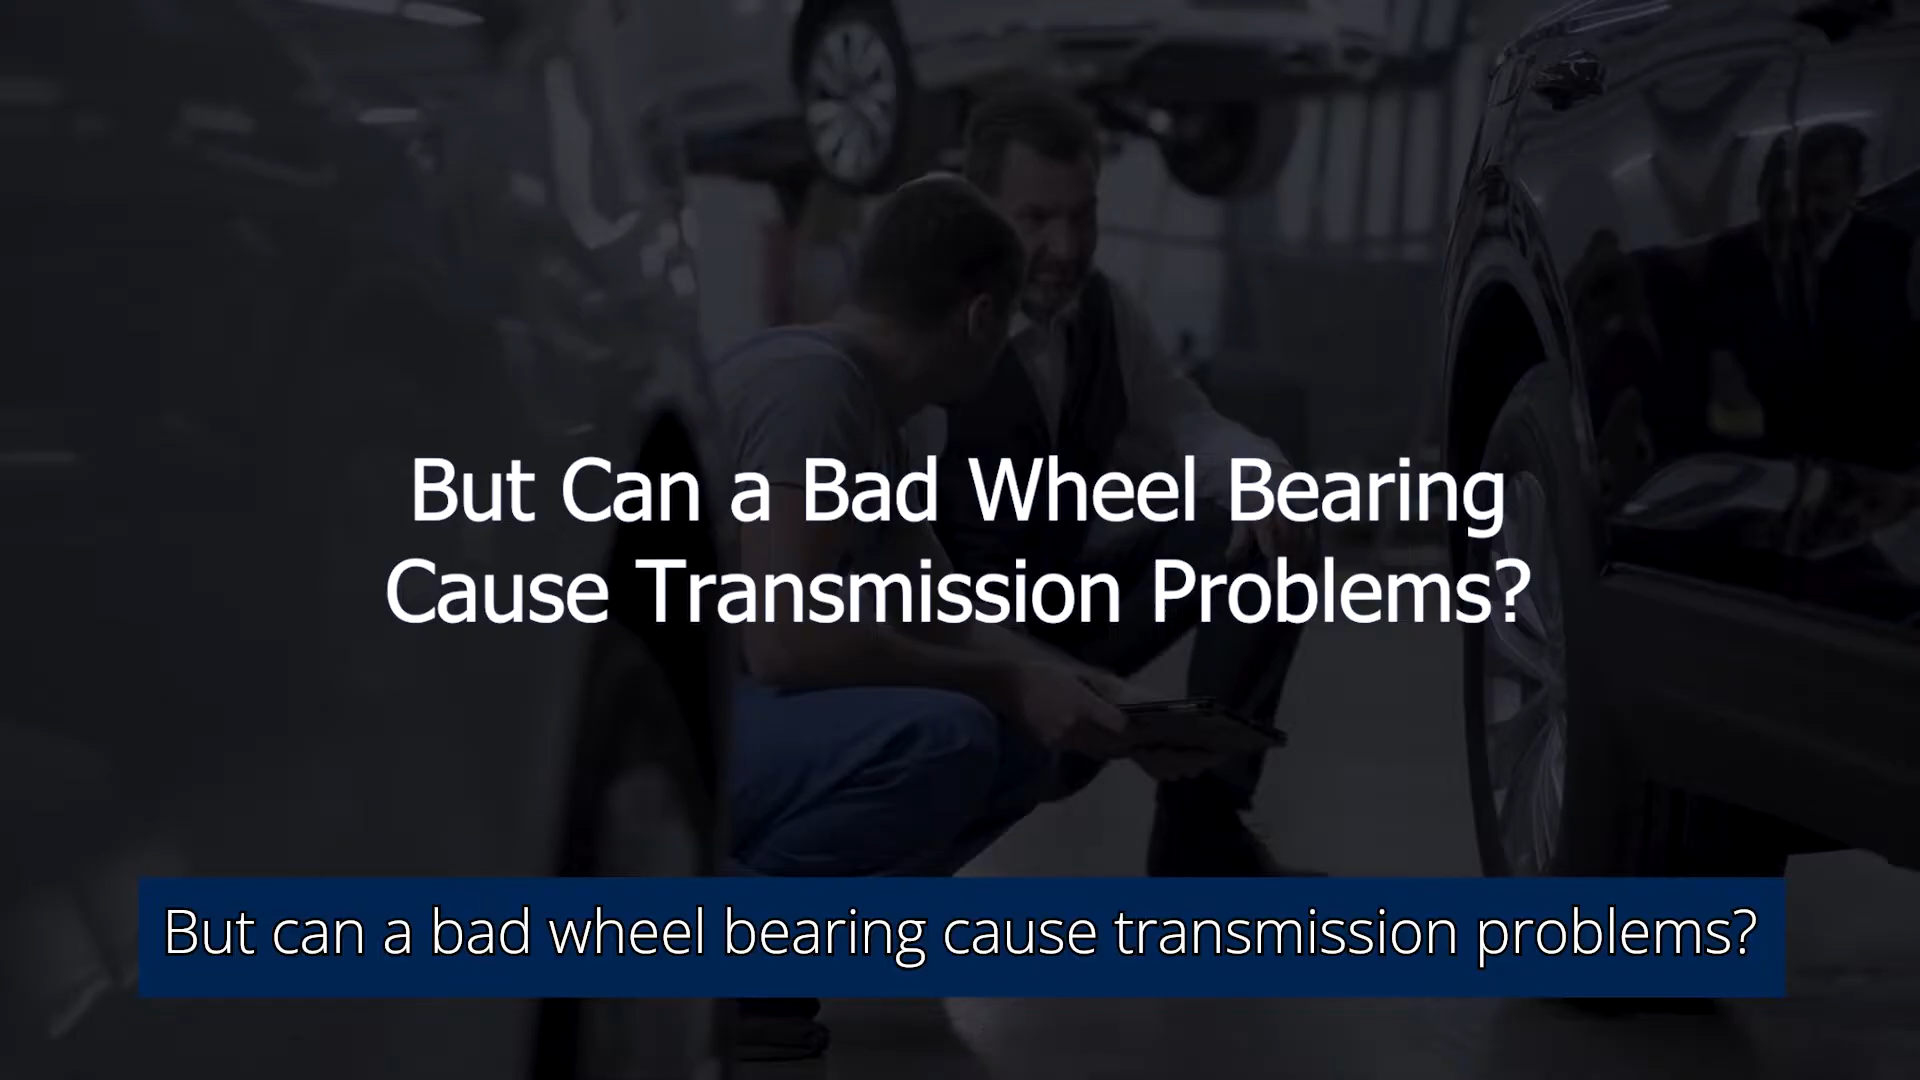 But Can a Bad Wheel Bearing
Cause Transmission Problems?
But can a bad wheel bearing cause transmission problems?